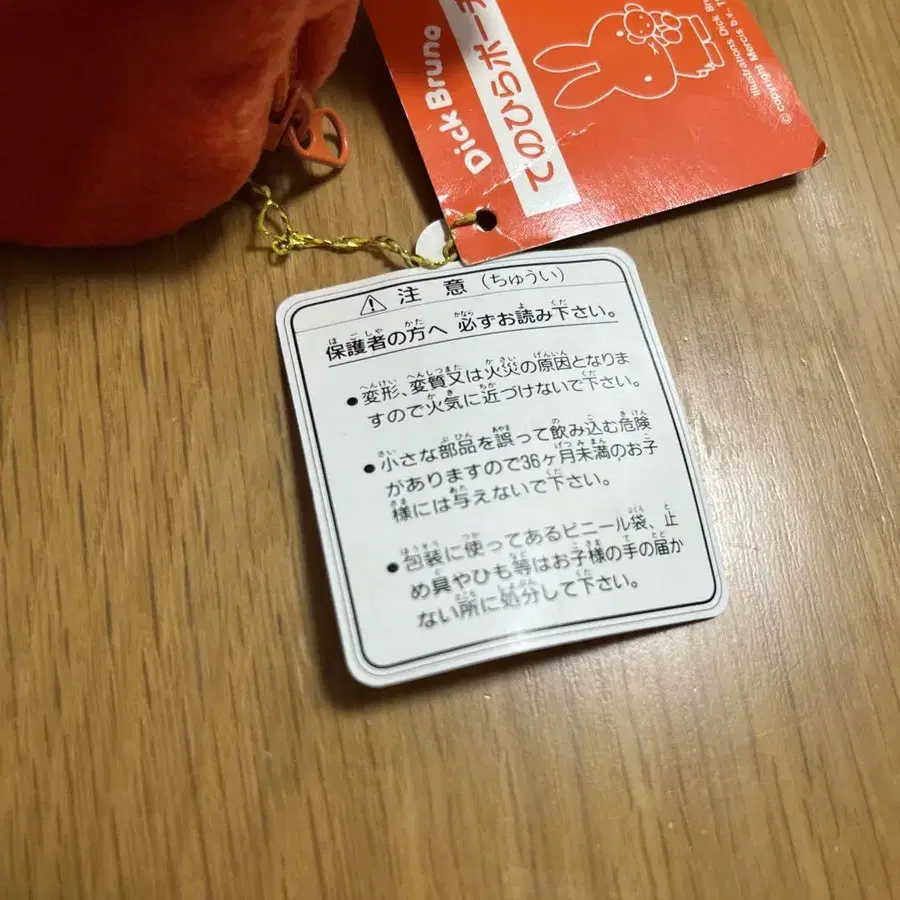 Dick Bruno
てのひらポー
Illustrations Dick Br
©copyright Mercis b.v.
注意(ちゅうい)
保護者の方へ 必ずお読み下さい。
●変形、変質又は火災の原因となりま
すので火気に近づけないで下さい。
●小さな部品を誤って飲み込む危険
がありますので36ヶ月未満のお子
様には与えないで下さい。
●包装に使ってあるビニール袋、止
め具やひも等はお子様の手の届か
ない所に処分して下さい。